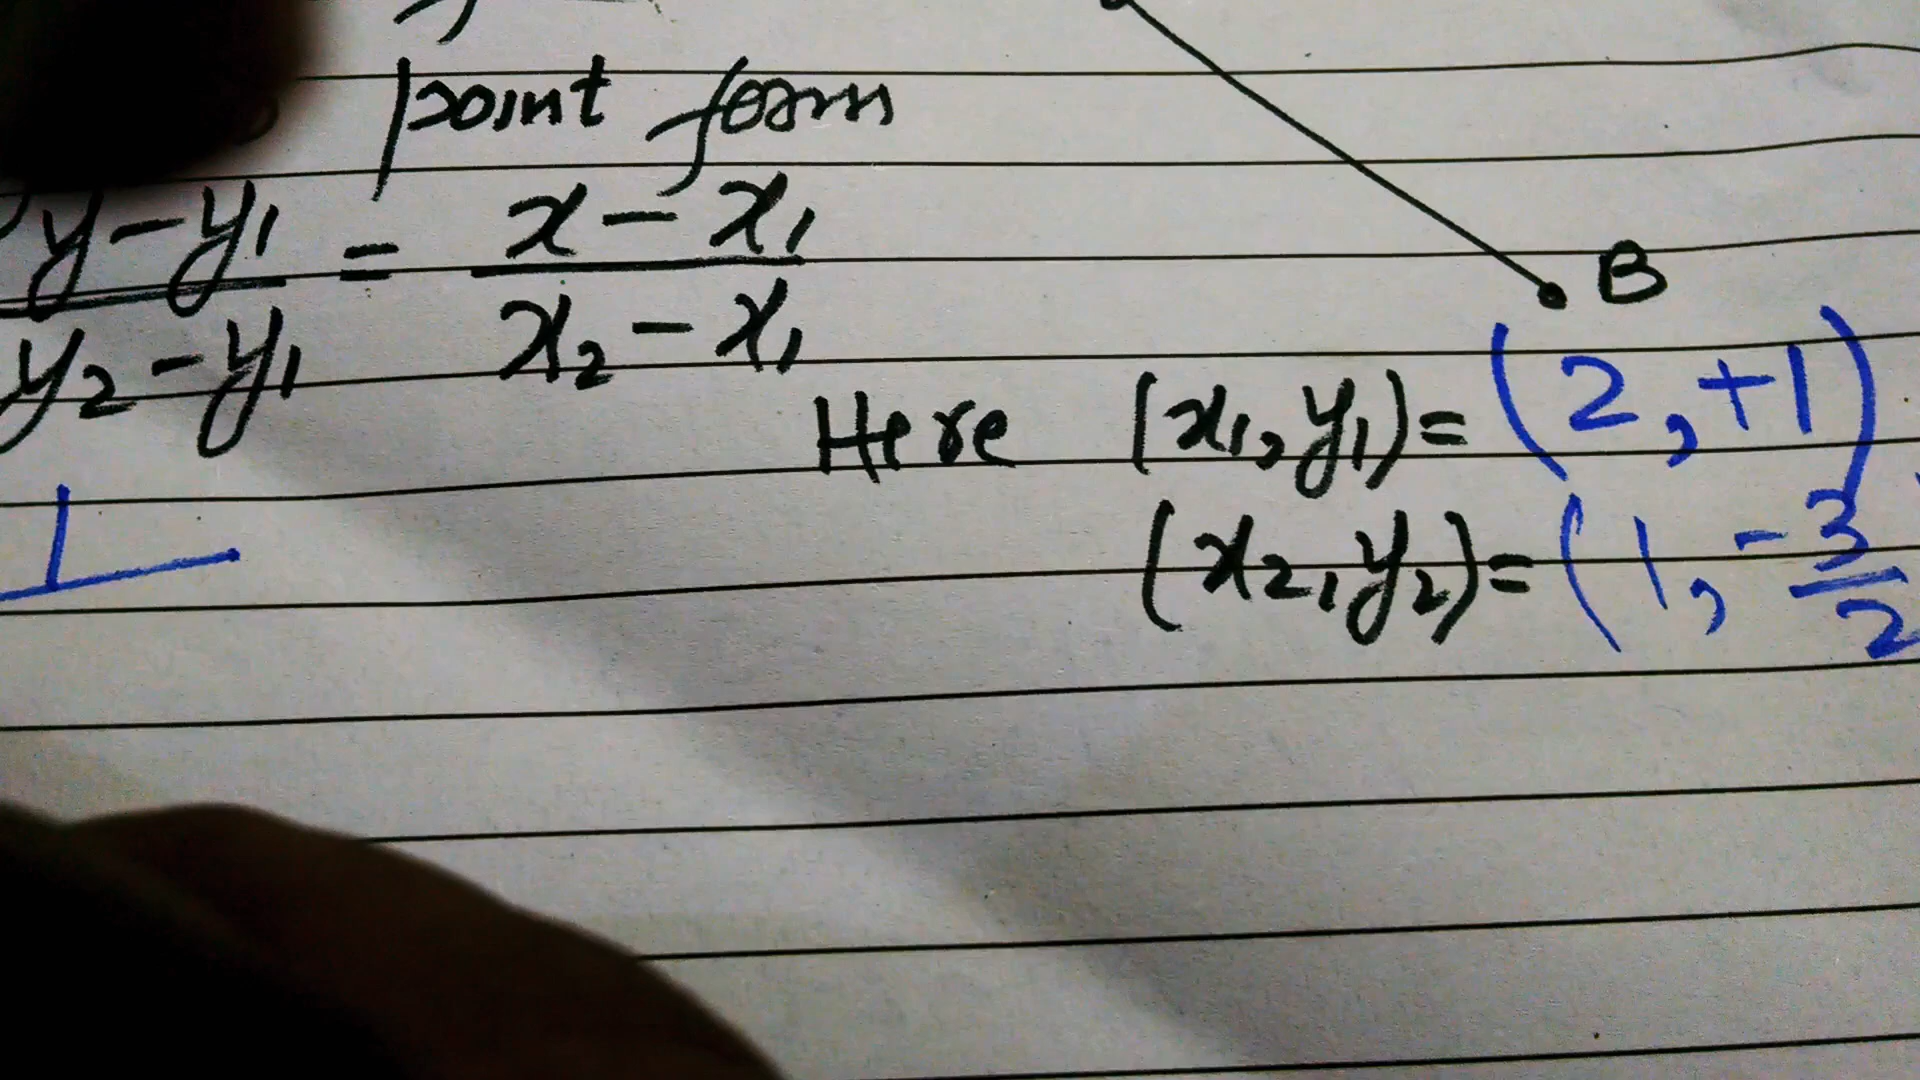 point form
y-y₁ = x-x₁
y₂-y₁ x₂-x₁
B
Here (x₁,y₁)=(2,+1)
(x₂,y₂)=(1,-3/2